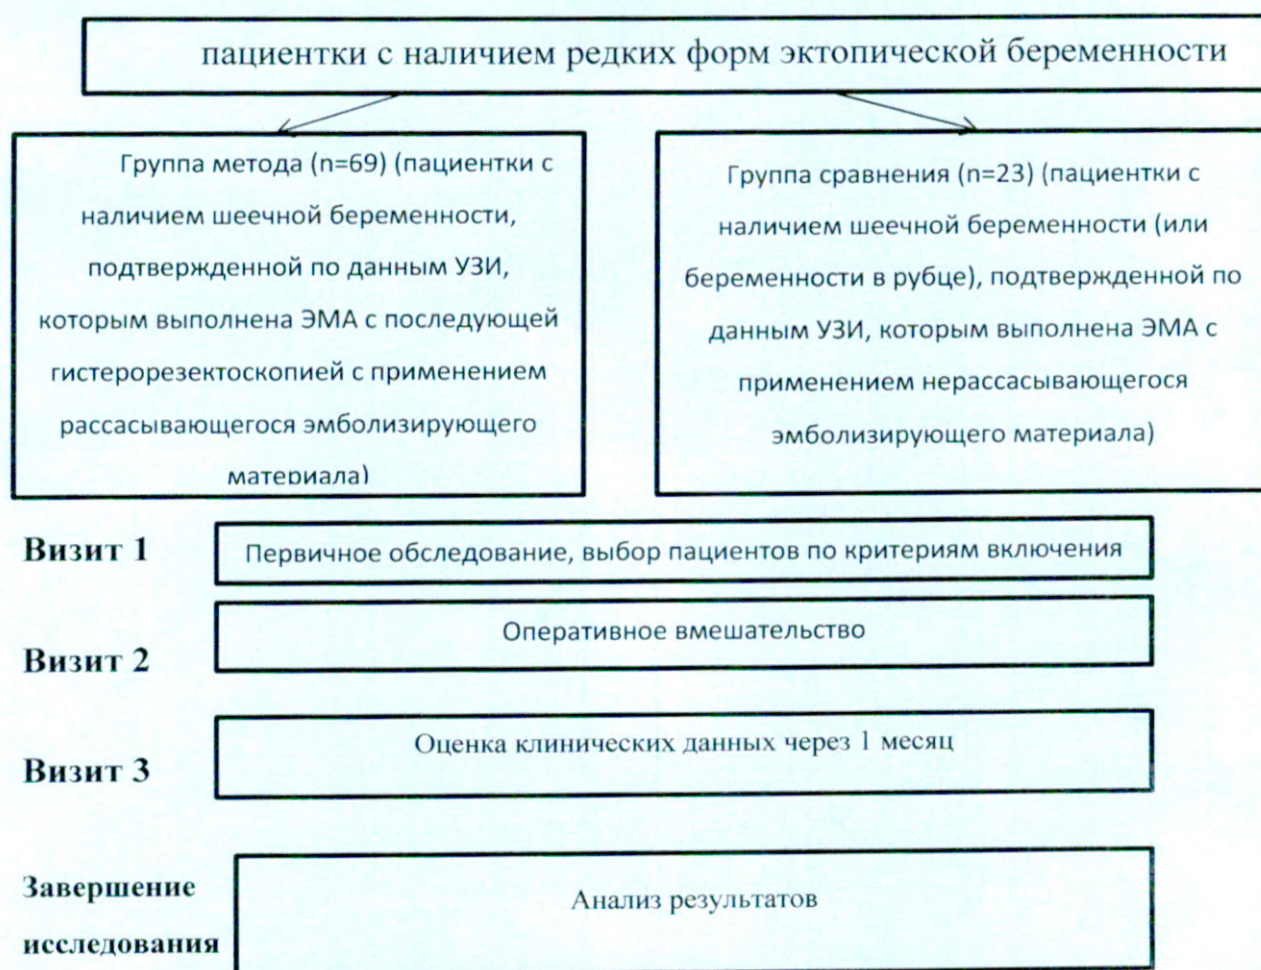 пациентки с наличием редких форм эктопической беременности
Группа метода (n=69) (пациентки с
наличием шеечной беременности,
подтвержденной по данным УЗИ,
которым выполнена ЭМА с последующей
гистерорезектоскопией с применением
рассасывающегося эмболизирующего
материала)
Группа сравнения (n=23) (пациентки с
наличием шеечной беременности (или
беременности в рубце), подтвержденной по
данным УЗИ, которым выполнена ЭМА с
применением нерассасывающегося
эмболизирующего материала)
Визит 1
Первичное обследование, выбор пациентов по критериям включения
Оперативное вмешательство
Визит 2
Оценка клинических данных через 1 месяц
Визит 3
Завершение
исследования
Анализ результатов